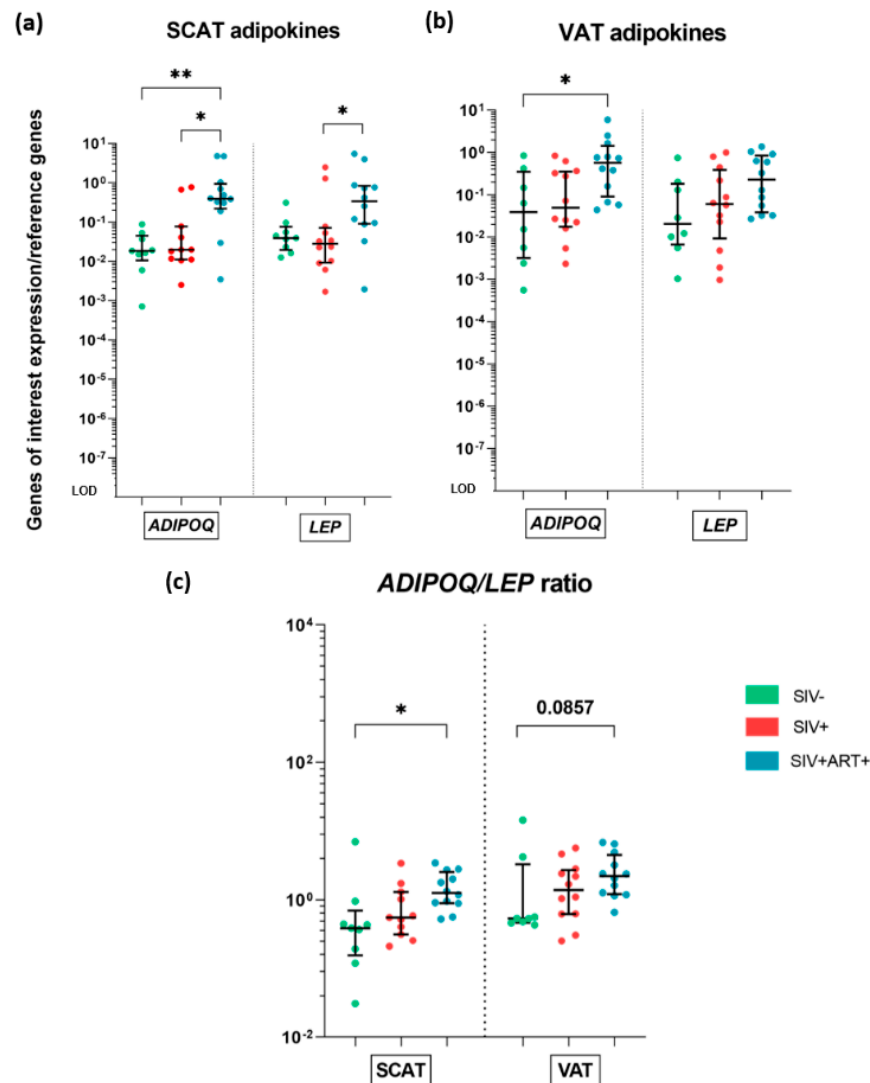 (a)
SCAT adipokines
(b)
VAT adipokines
Genes of interest expression/reference genes
**
*
*
10¹
10⁰
10⁻¹
10⁻²
10⁻³
10⁻⁴
10⁻⁵
10⁻⁶
10⁻⁷
LOD
ADIPOQ
LEP
*
10¹
10⁰
10⁻¹
10⁻²
10⁻³
10⁻⁴
10⁻⁵
10⁻⁶
10⁻⁷
LOD
ADIPOQ
LEP
(c)
ADIPOQ/LEP ratio
10⁴
10²
10⁰
10⁻²
*
0.0857
SCAT
VAT
SIV-
SIV+
SIV+ART+